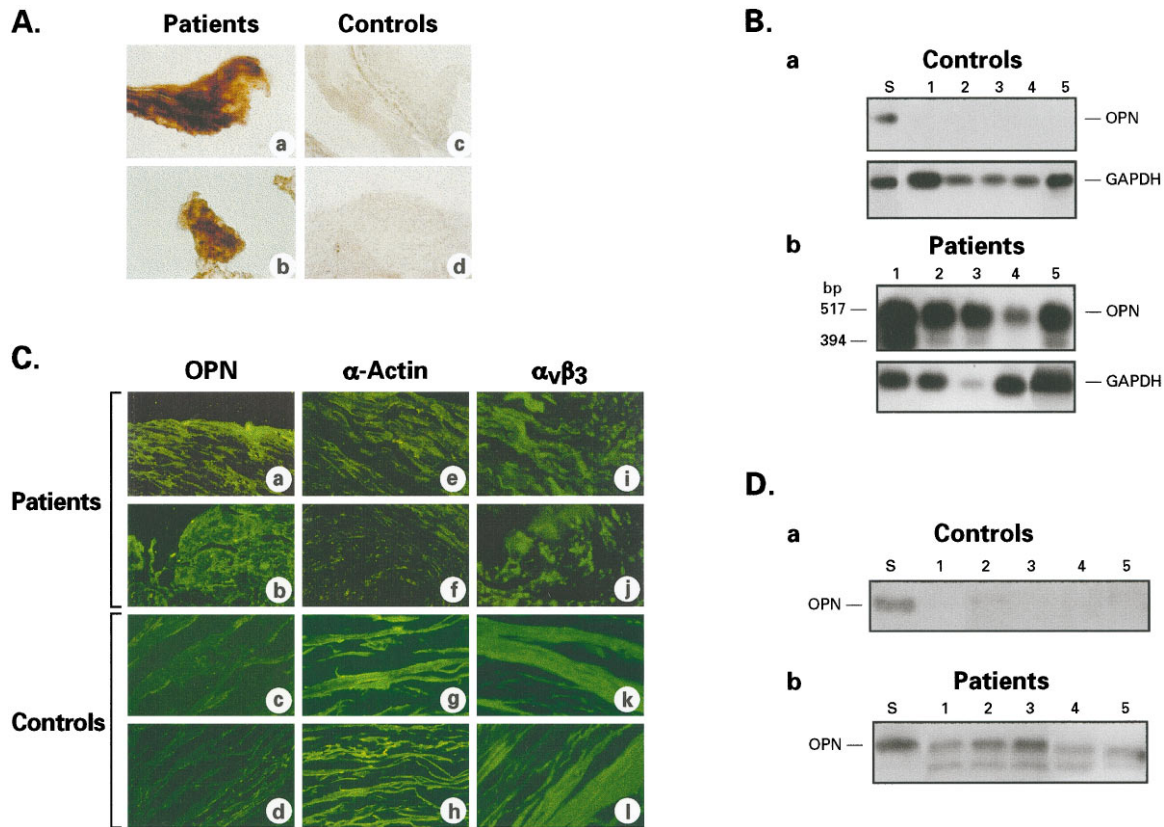 A.
Patients Controls
a c
b d
B.
a Controls
S 1 2 3 4 5
— OPN
— GAPDH
b Patients
1 2 3 4 5
bp
517 —
394 —
— OPN
— GAPDH
C.
OPN α-Actin αvβ3
Patients
a e i
b f j
Controls
c g k
d h l
D.
a Controls
S 1 2 3 4 5
OPN —
b Patients
S 1 2 3 4 5
OPN —